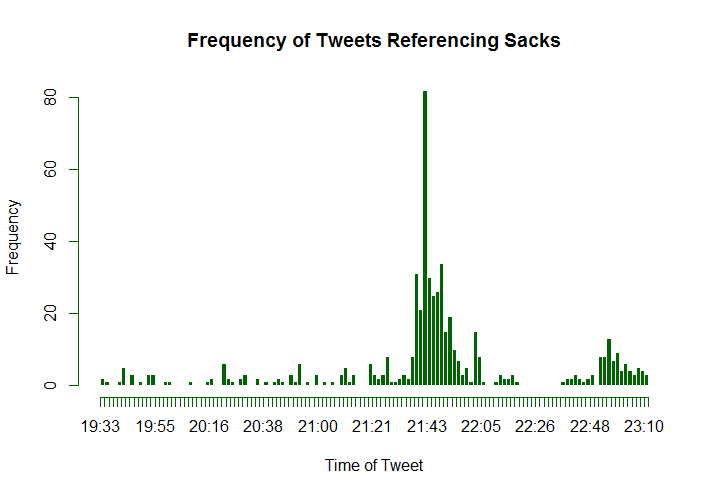 Frequency of Tweets Referencing Sacks
80
60
40
20
0
Frequency
19:33 19:55 20:16 20:38 21:00 21:21 21:43 22:05 22:26 22:48 23:10
Time of Tweet